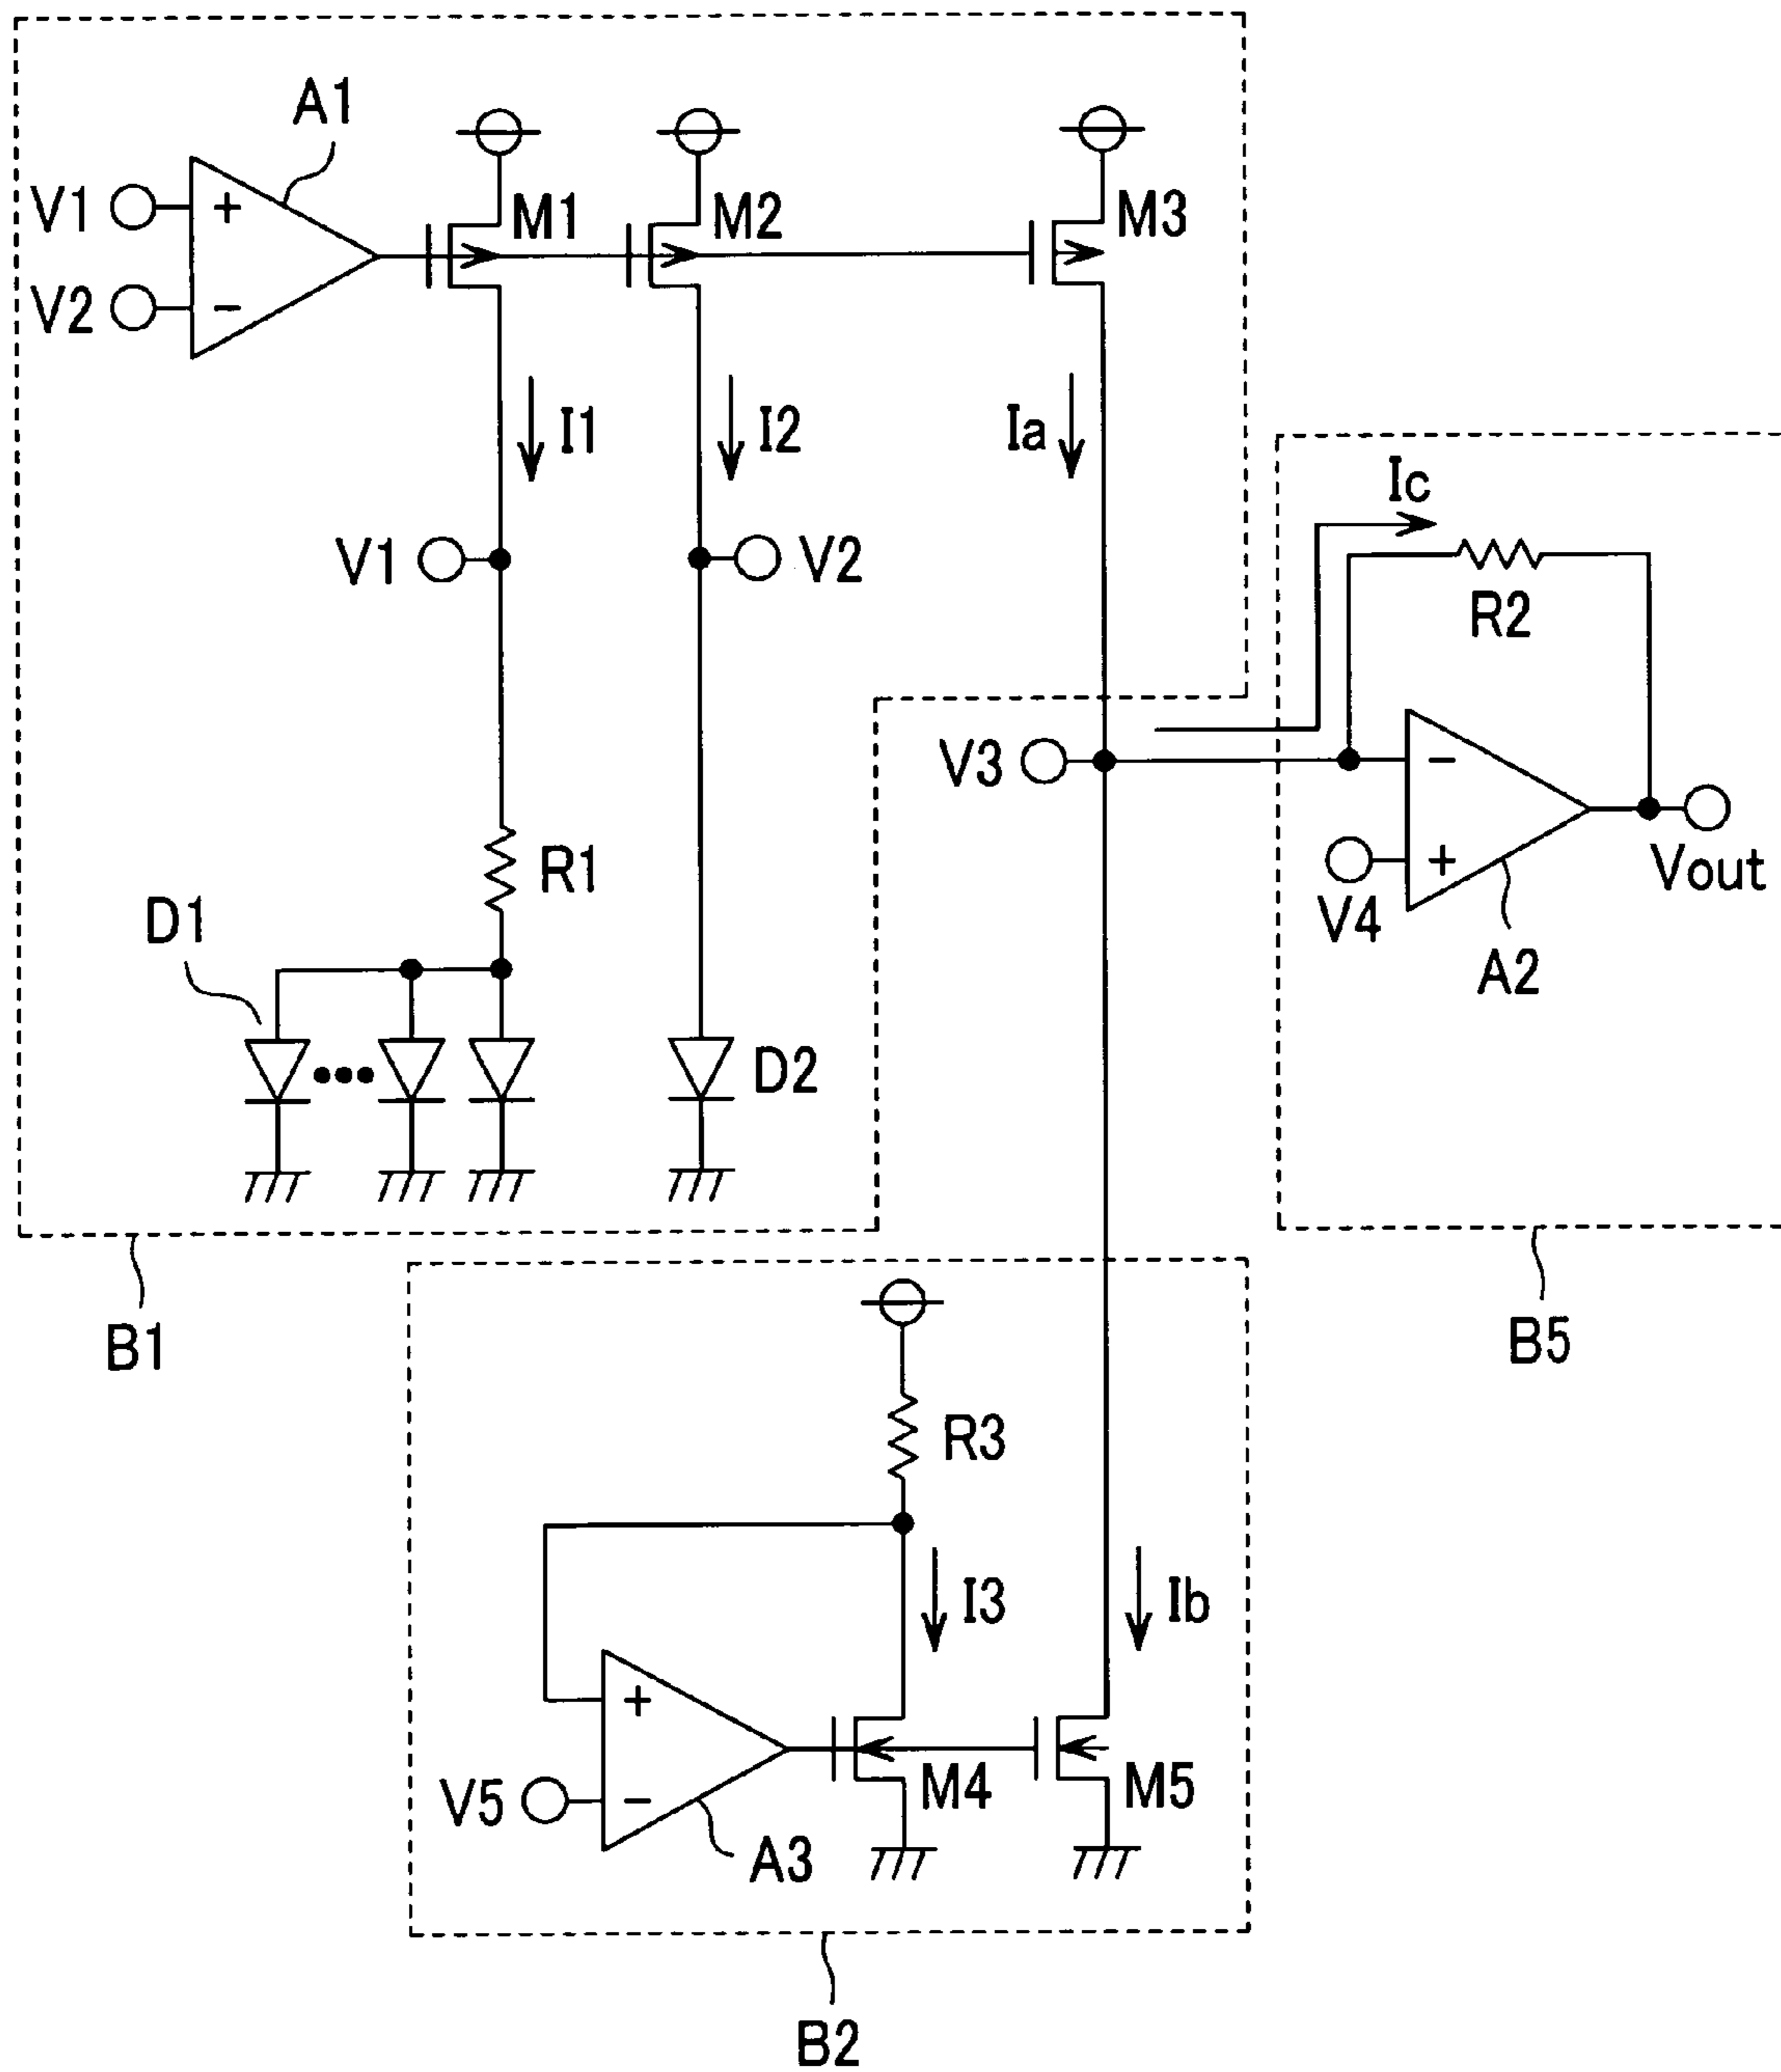 A1
V1
+
M1
M2
M3
V2
−
I1
I2
Ia
Ic
V1
V2
R2
V3
−
R1
+
Vout
V4
D1
A2
D2
B1
B5
R3
I3
Ib
+
M4
M5
V5
−
A3
B2